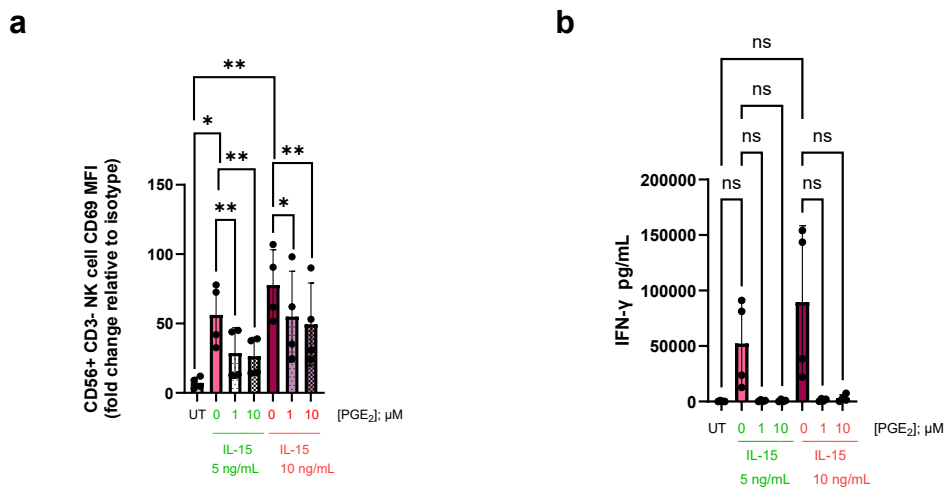 a
**
*
**
**
**
*
CD56+ CD3- NK cell CD69 MFI
(fold change relative to isotype)
150
100
50
0
UT
0
1
10
0
1
10
[PGE₂]; µM
IL-15
5 ng/mL
IL-15
10 ng/mL
b
ns
ns
ns
ns
ns
ns
IFN-γ pg/mL
200000
150000
100000
50000
0
UT
0
1
10
0
1
10
[PGE₂]; µM
IL-15
5 ng/mL
IL-15
10 ng/mL